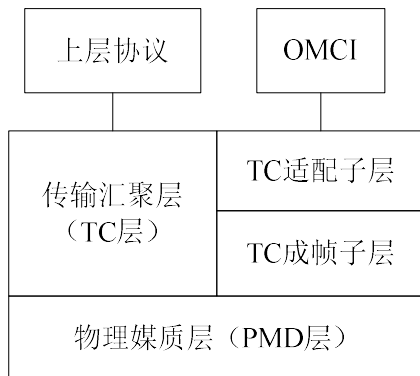 上层协议
OMCI
传输汇聚层
（TC层）
TC适配子层
TC成帧子层
物理媒质层（PMD层）